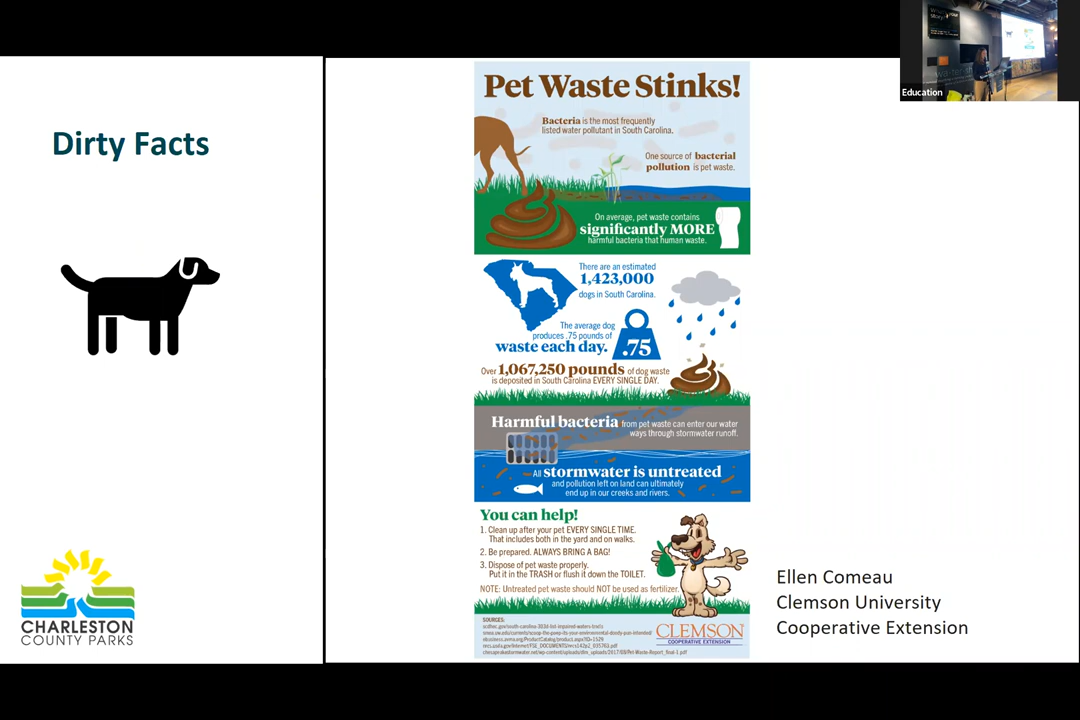 Education
Dirty Facts
CHARLESTON
COUNTY PARKS
Pet Waste Stinks!
Bacteria is the most frequently
listed water pollutant in South Carolina.
One source of bacterial
pollution is pet waste.
On average, pet waste contains
significantly MORE
harmful bacteria that human waste.
There are an estimated
1,423,000
dogs in South Carolina.
The average dog
produces .75 pounds of
waste each day.
.75
Over 1,067,250 pounds of dog waste
is deposited in South Carolina EVERY SINGLE DAY.
Harmful bacteria from pet waste can enter our water
ways through stormwater runoff.
All stormwater is untreated
and pollution left on land can ultimately
end up in our creeks and rivers.
You can help!
1. Clean up after your pet EVERY SINGLE TIME.
That includes both in the yard and on walks.
2. Be prepared. ALWAYS BRING A BAG!
3. Dispose of pet waste properly.
Put it in the TRASH or flush it down the TOILET.
NOTE: Untreated pet waste should NOT be used as fertilizer.
SOURCES:
CLEMSON
COOPERATIVE EXTENSION
Ellen Comeau
Clemson University
Cooperative Extension